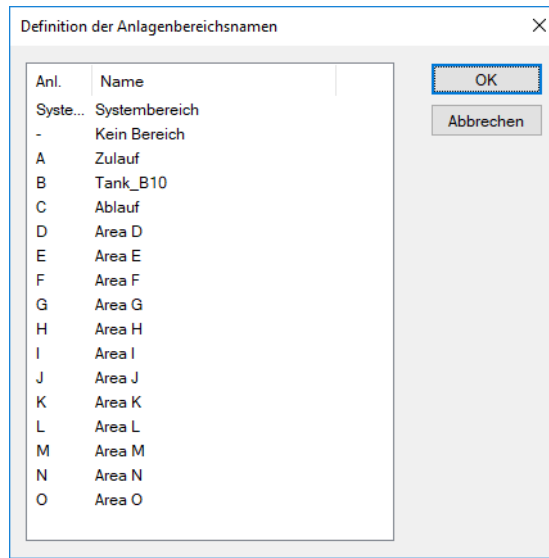 Definition der Anlagenbereichsnamen
Anl. Name
Syste... Systembereich
- Kein Bereich
A Zulauf
B Tank_B10
C Ablauf
D Area D
E Area E
F Area F
G Area G
H Area H
I Area I
J Area J
K Area K
L Area L
M Area M
N Area N
O Area O
OK
Abbrechen